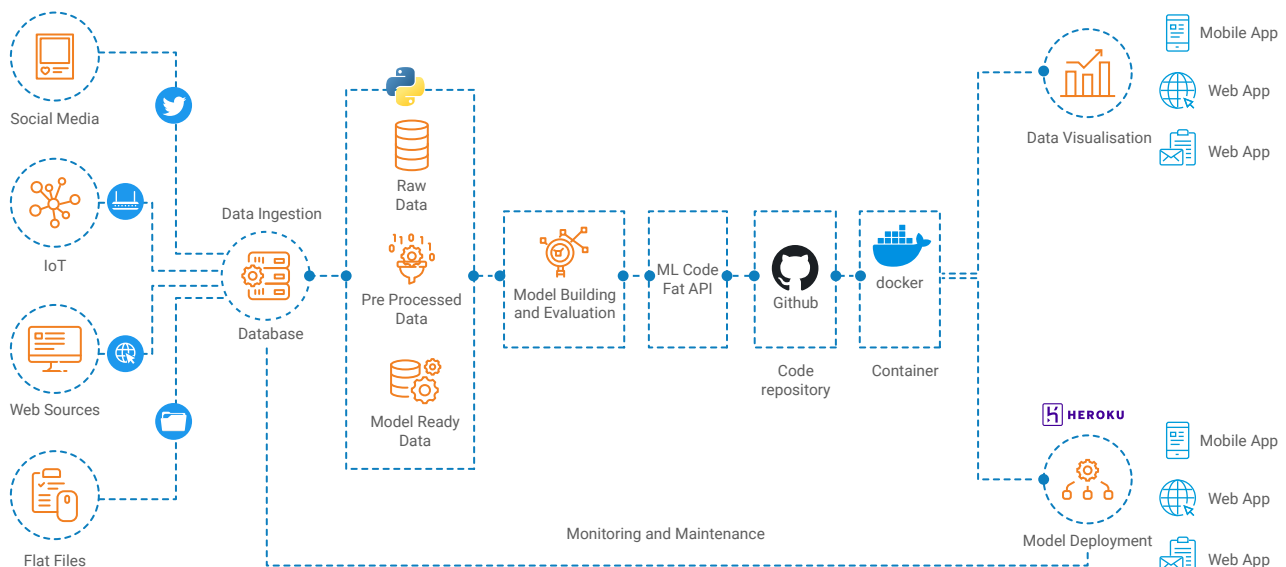 Social Media
IoT
Web Sources
Flat Files
Data Ingestion
Database
Raw
Data
Pre Processed
Data
Model Ready
Data
Model Building
and Evaluation
ML Code
Fat API
Github
Code
repository
docker
Container
Data Visualisation
Mobile App
Web App
Web App
HEROKU
Model Deployment
Mobile App
Web App
Web App
Monitoring and Maintenance